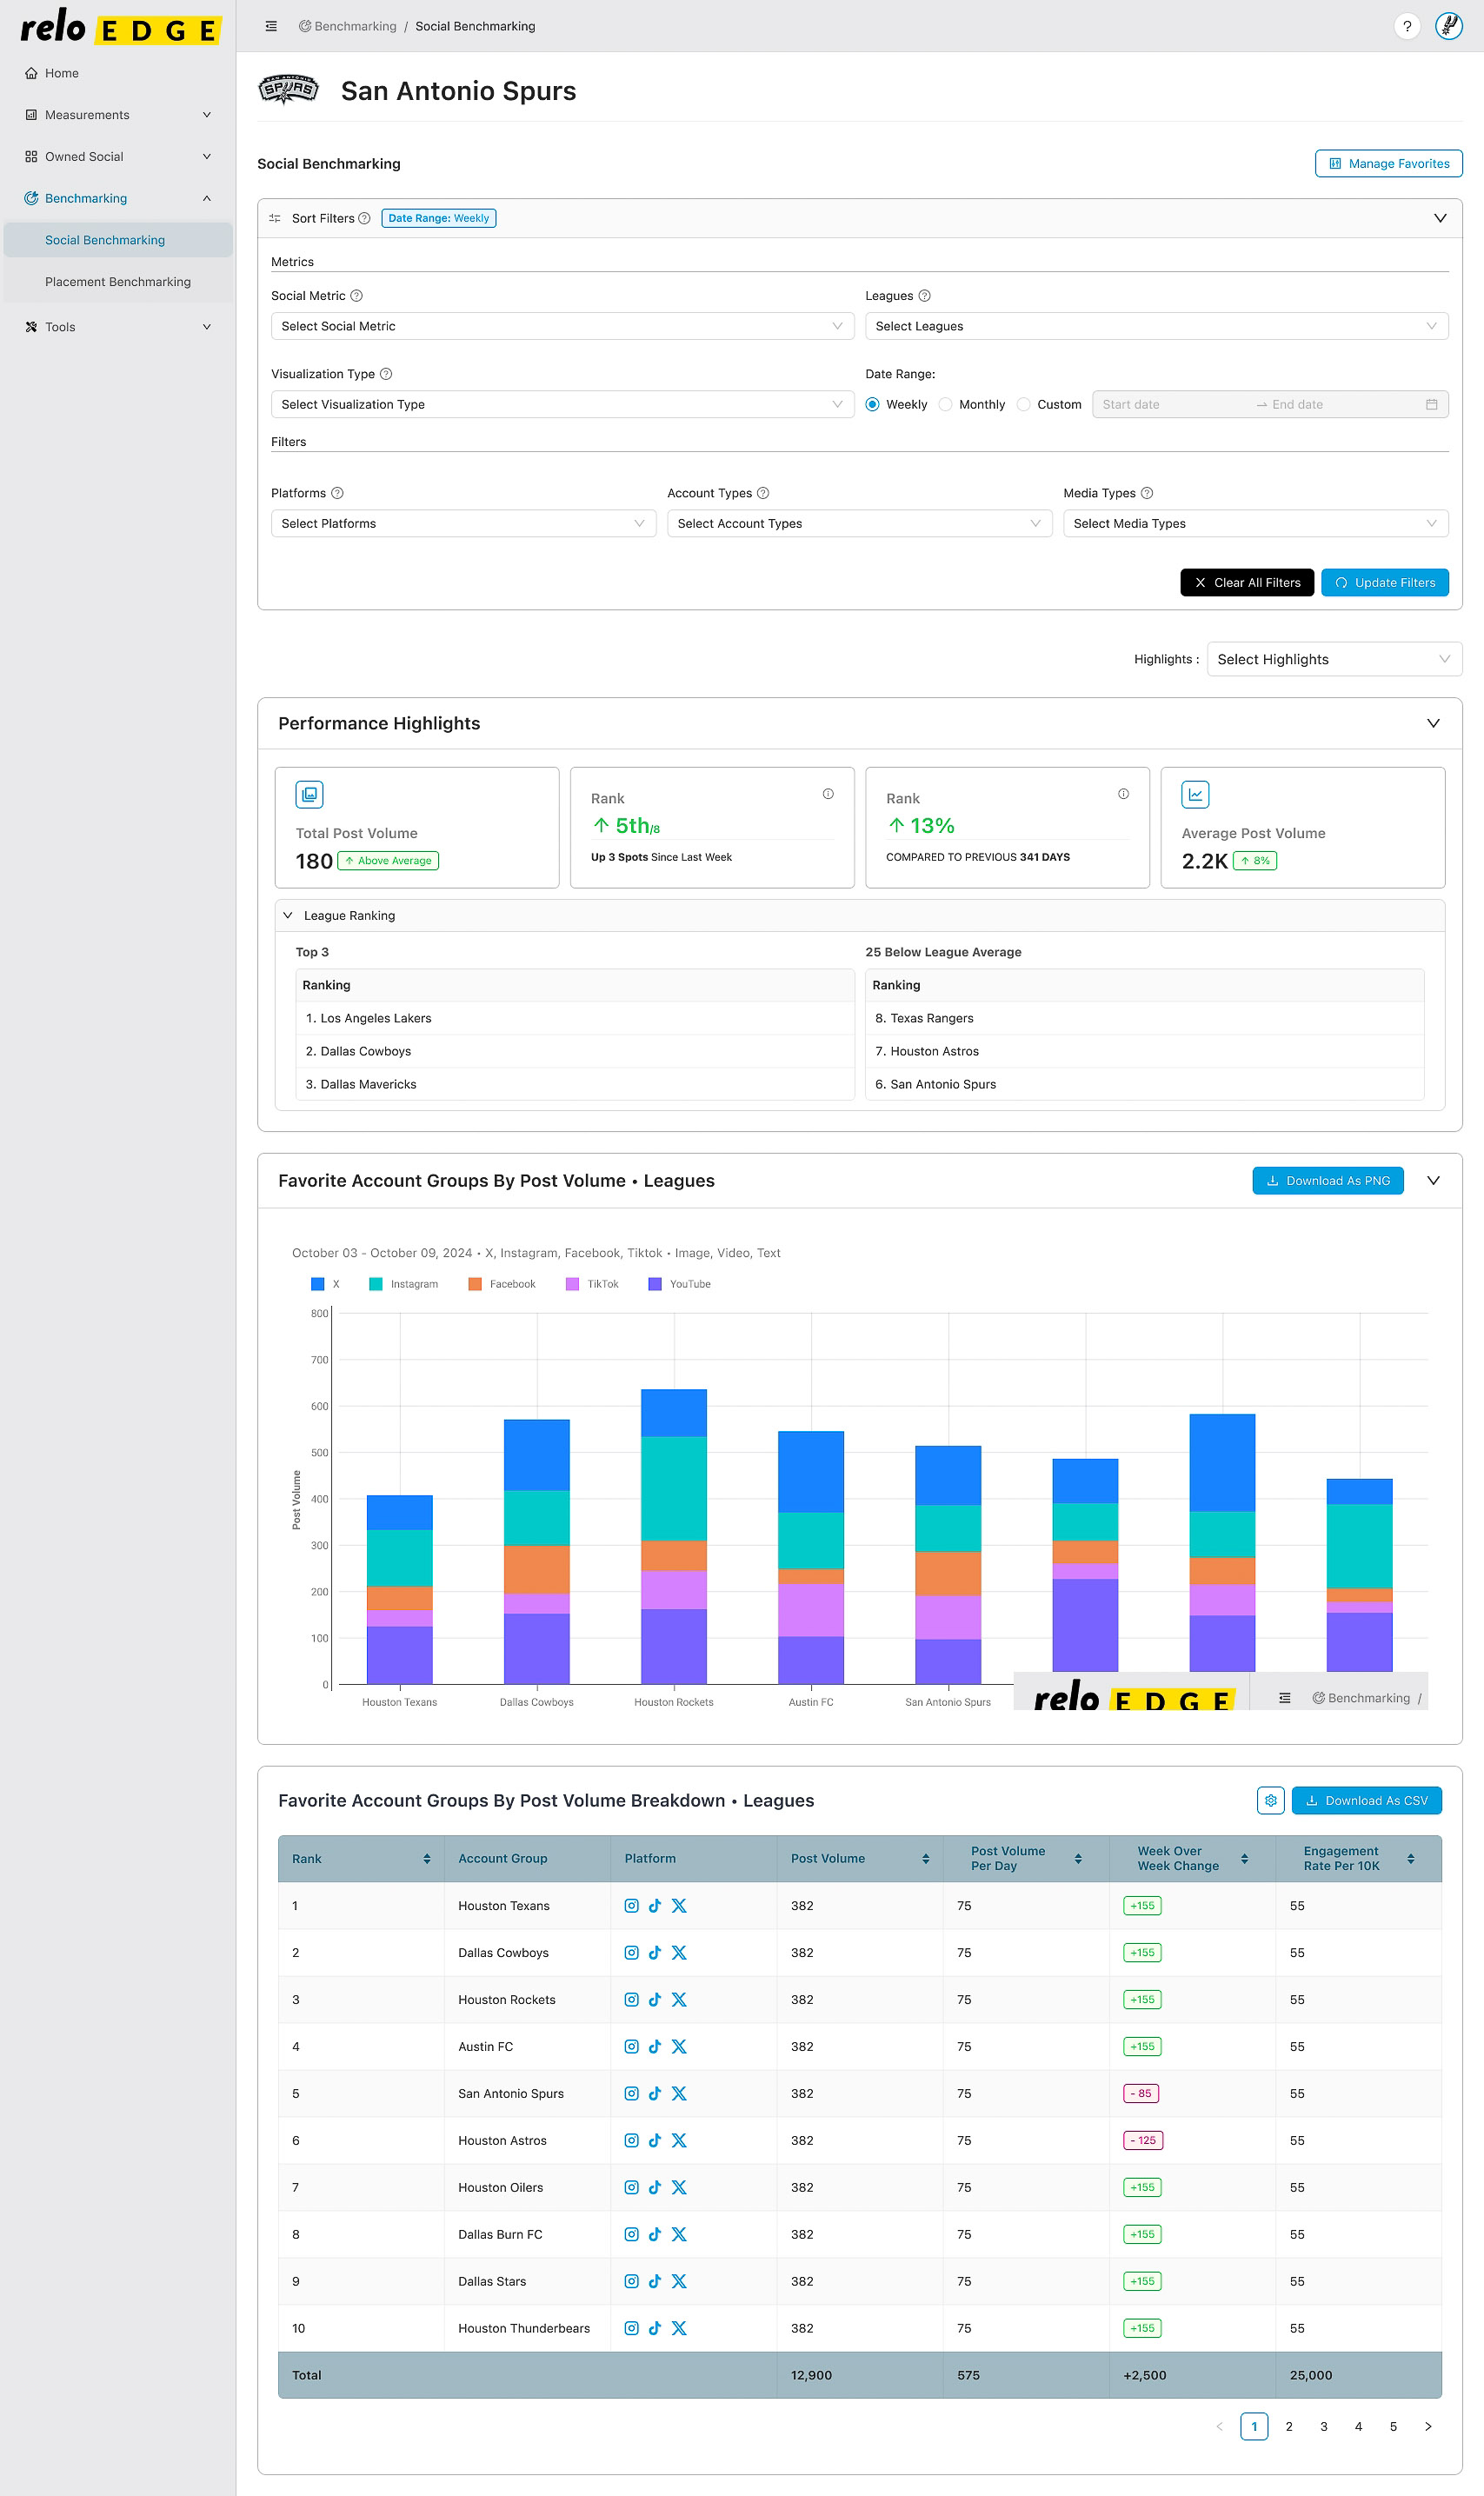 relo EDGE
Benchmarking / Social Benchmarking
?
Home
Measurements
Owned Social
Benchmarking
Social Benchmarking
Placement Benchmarking
Tools
SAN ANTONIO SPURS
San Antonio Spurs
Social Benchmarking
Manage Favorites
Sort Filters ? Date Range: Weekly
Metrics
Social Metric ? Leagues ?
Select Social Metric Select Leagues
Visualization Type ? Date Range:
Select Visualization Type Weekly Monthly Custom Start date → End date
Filters
Platforms ? Account Types ? Media Types ?
Select Platforms Select Account Types Select Media Types
Clear All Filters Update Filters
Highlights : Select Highlights
Performance Highlights
Total Post Volume
180 ↑ Above Average
Rank
↑ 5th/8
Up 3 Spots Since Last Week
Rank
↑ 13%
COMPARED TO PREVIOUS 341 DAYS
Average Post Volume
2.2K ↑ 8%
League Ranking
Top 3
Ranking
1. Los Angeles Lakers
2. Dallas Cowboys
3. Dallas Mavericks
25 Below League Average
Ranking
8. Texas Rangers
7. Houston Astros
6. San Antonio Spurs
Favorite Account Groups By Post Volume • Leagues
Download As PNG
October 03 - October 09, 2024 • X, Instagram, Facebook, Tiktok • Image, Video, Text
X Instagram Facebook TikTok YouTube
Post Volume
800
700
600
500
400
300
200
100
0
Houston Texans Dallas Cowboys Houston Rockets Austin FC San Antonio Spurs
relo EDGE Benchmarking /
Favorite Account Groups By Post Volume Breakdown • Leagues
Download As CSV
Rank Account Group Platform Post Volume Post Volume Per Day Week Over Week Change Engagement Rate Per 10K
1 Houston Texans 382 75 +155 55
2 Dallas Cowboys 382 75 +155 55
3 Houston Rockets 382 75 +155 55
4 Austin FC 382 75 +155 55
5 San Antonio Spurs 382 75 - 85 55
6 Houston Astros 382 75 - 125 55
7 Houston Oilers 382 75 +155 55
8 Dallas Burn FC 382 75 +155 55
9 Dallas Stars 382 75 +155 55
10 Houston Thunderbears 382 75 +155 55
Total 12,900 575 +2,500 25,000
< 1 2 3 4 5 >